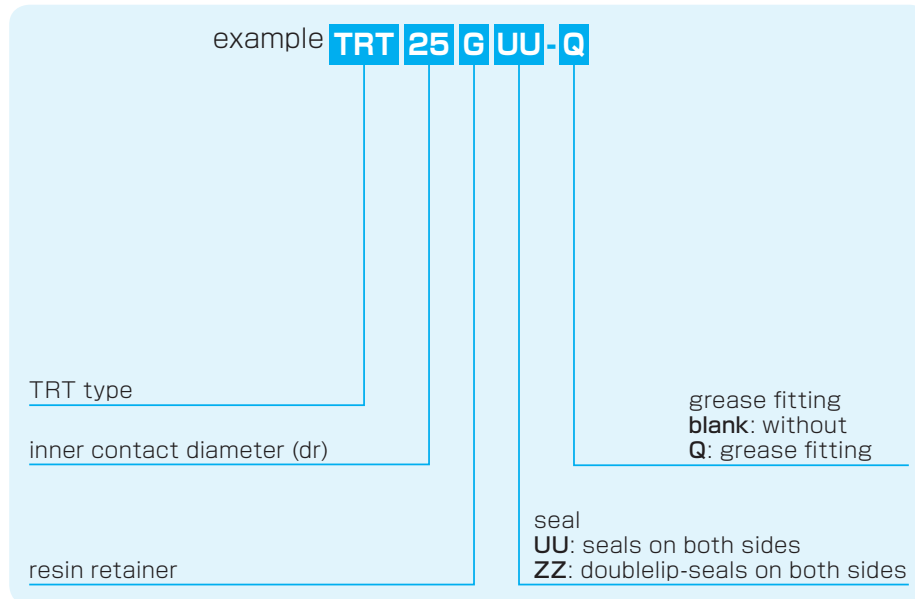 example TRT 25 G UU - Q
TRT type
inner contact diameter (dr)
resin retainer
grease fitting
blank: without
Q: grease fitting
seal
UU: seals on both sides
ZZ: doublelip-seals on both sides